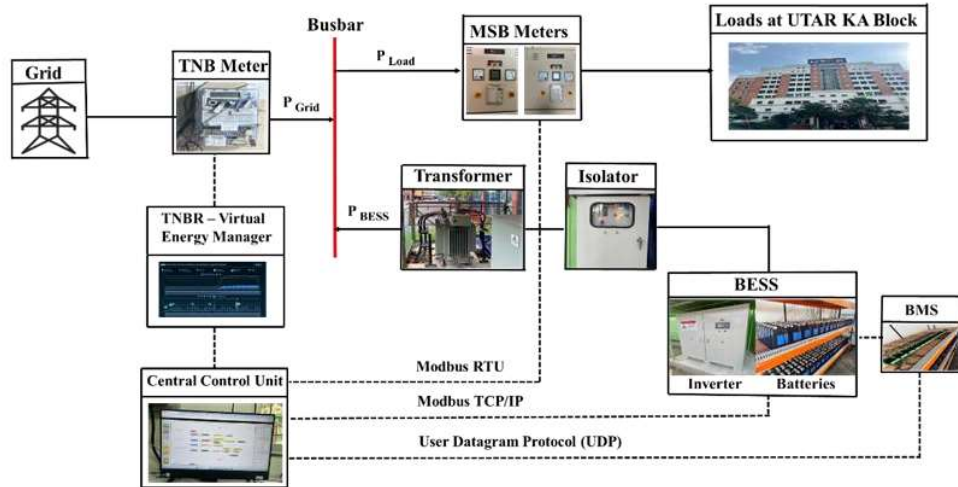 Busbar
MSB Meters
Loads at UTAR KA Block
Grid
TNB Meter
P Load
P Grid
Transformer
Isolator
P BESS
TNBR – Virtual
Energy Manager
BESS
BMS
Inverter
Batteries
Modbus RTU
Central Control Unit
Modbus TCP/IP
User Datagram Protocol (UDP)